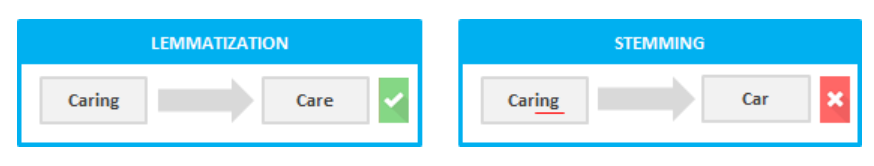 LEMMATIZATION
Caring
Care
STEMMING
Caring
Car